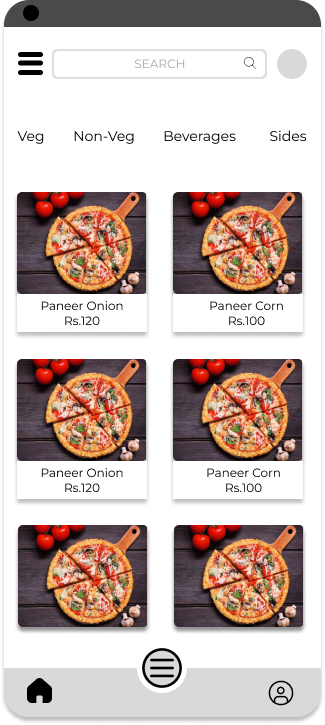 SEARCH
Veg Non-Veg Beverages Sides
Paneer Onion
Rs.120
Paneer Corn
Rs.100
Paneer Onion
Rs.120
Paneer Corn
Rs.100